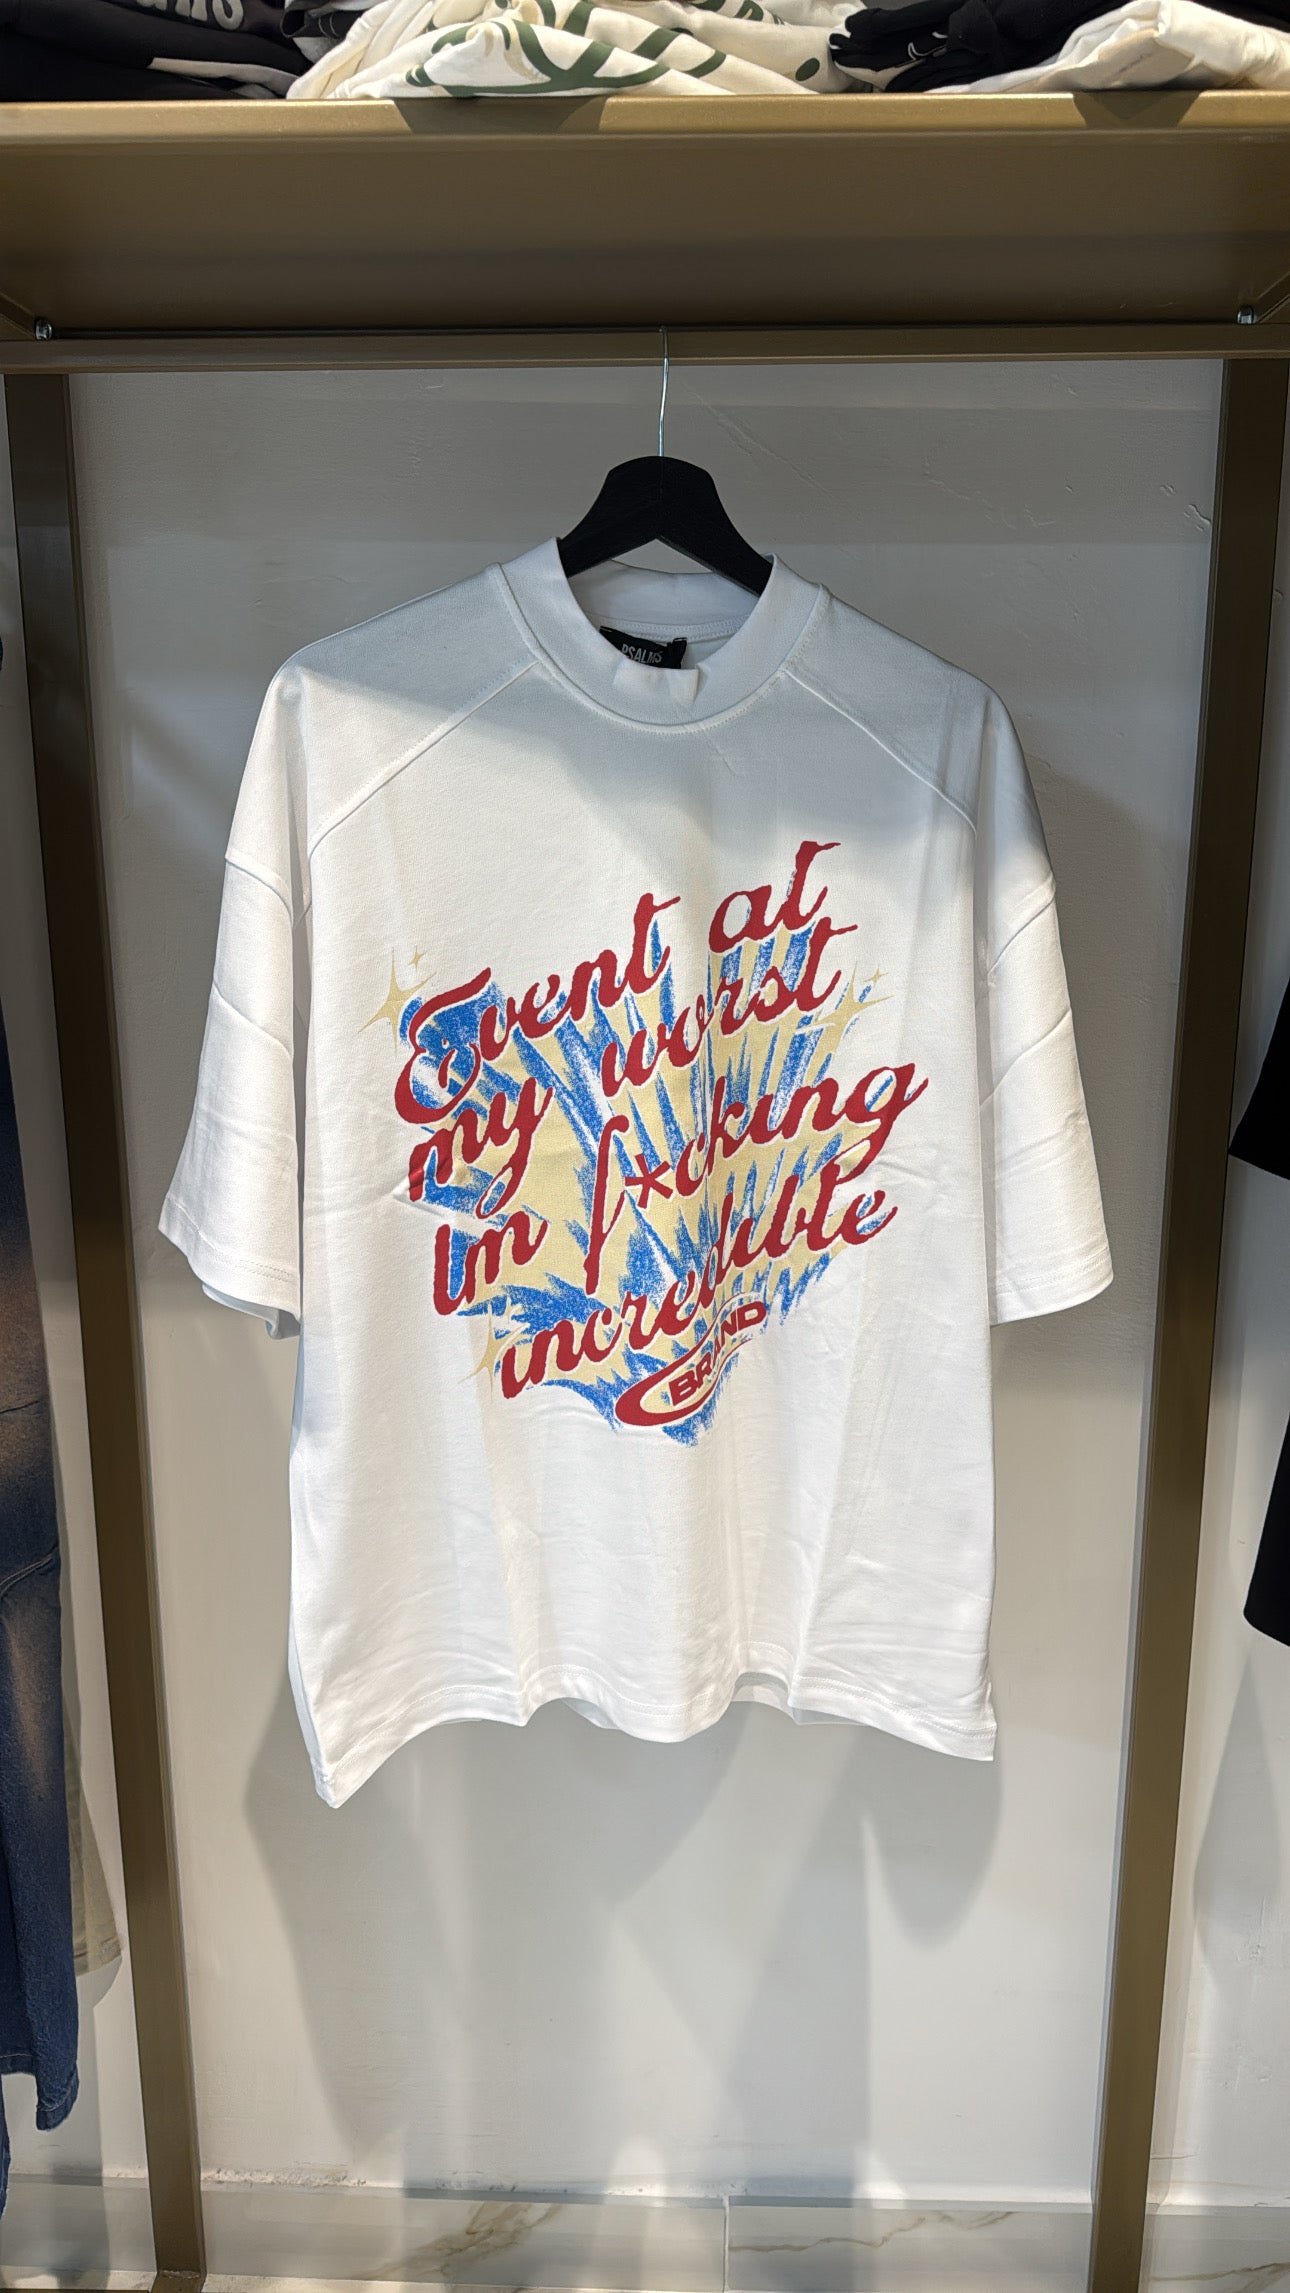 PSALMS
Event at
my worst
Im f*cking
incredible
BRAND